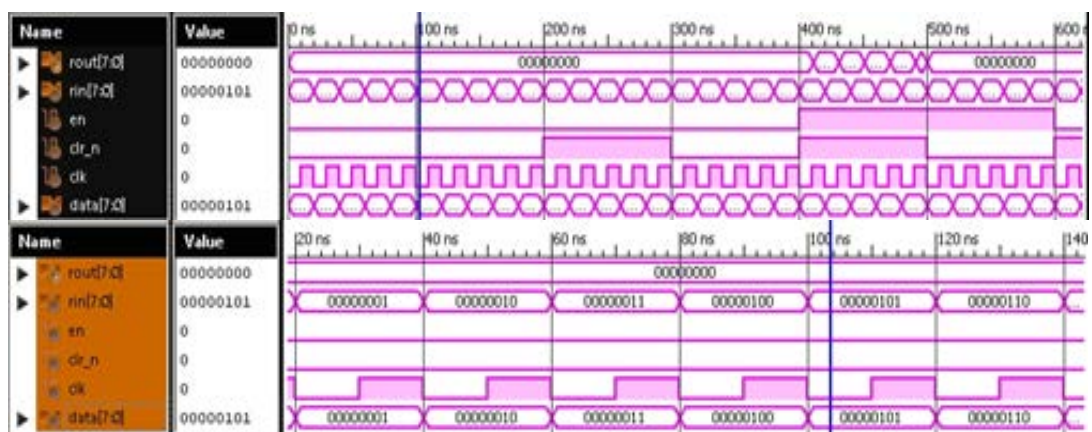 Name Value 0 ns 100 ns 200 ns 300 ns 400 ns 500 ns 600
rout[7:0] 00000000 00000000 00000000
rin[7:0] 00000101
en 0
clr_n 0
clk 0
data[7:0] 00000101
Name Value 20 ns 40 ns 60 ns 80 ns 100 ns 120 ns 140
rout[7:0] 00000000 00000000
rin[7:0] 00000101 00000001 00000010 00000011 00000100 00000101 00000110
en 0
clr_n 0
clk 0
data[7:0] 00000101 00000001 00000010 00000011 00000100 00000101 00000110